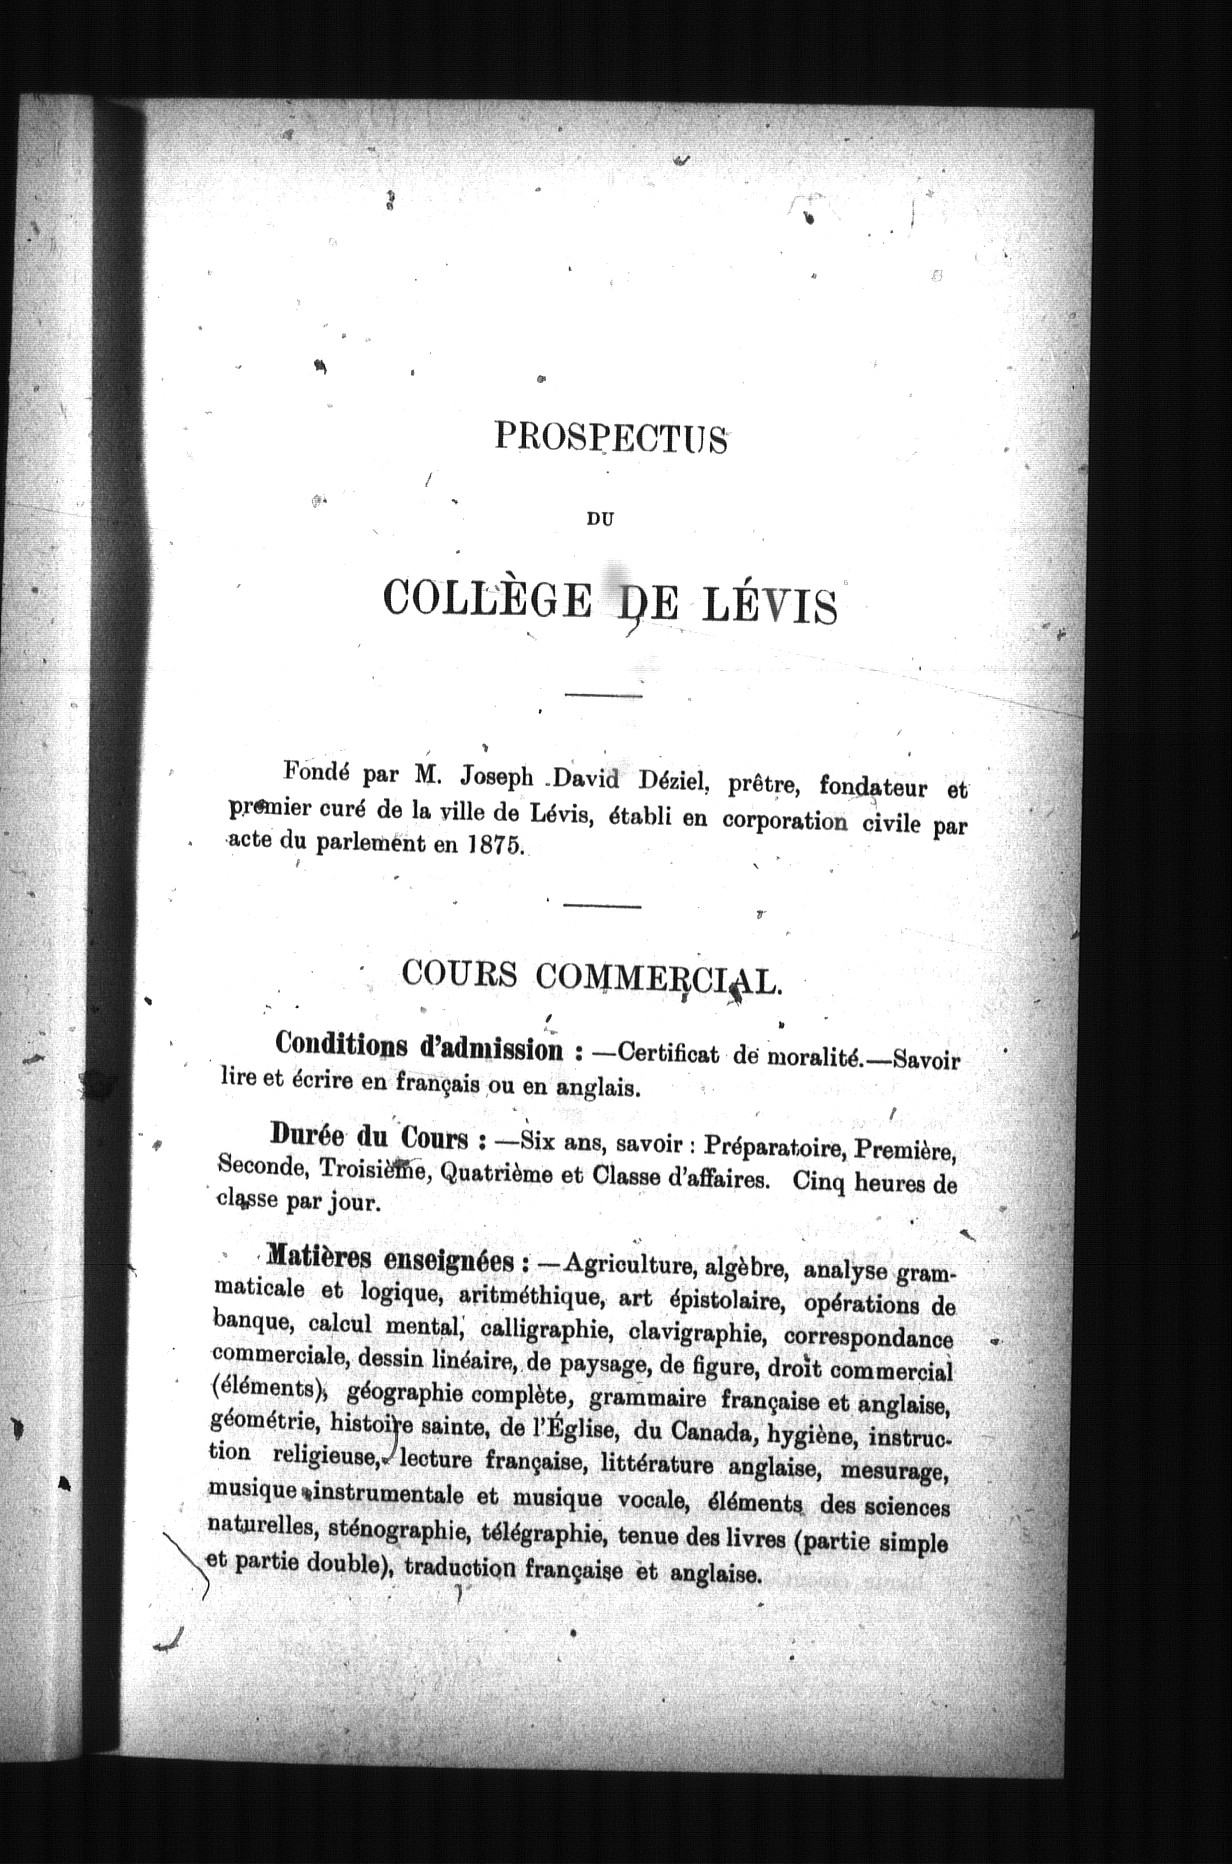 PROSPECTUS
DU
COLLÈGE DE LÉVIS
Fondé par M. Joseph David Déziel, prêtre, fondateur et
premier curé de la ville de Lévis, établi en corporation civile par
acte du parlement en 1875.
COURS COMMERCIAL.
Conditions d'admission : —Certificat de moralité.—Savoir
lire et écrire en français ou en anglais.
Durée du Cours : —Six ans, savoir : Préparatoire, Première,
Seconde, Troisième, Quatrième et Classe d'affaires. Cinq heures de
classe par jour.
Matières enseignées : —Agriculture, algèbre, analyse gram-
maticale et logique, aritméthique, art épistolaire, opérations de
banque, calcul mental, calligraphie, clavigraphie, correspondance
commerciale, dessin linéaire, de paysage, de figure, droit commercial
(éléments), géographie complète, grammaire française et anglaise,
géométrie, histoire sainte, de l'Église, du Canada, hygiène, instruc-
tion religieuse, lecture française, littérature anglaise, mesurage,
musique instrumentale et musique vocale, éléments des sciences
naturelles, sténographie, télégraphie, tenue des livres (partie simple
et partie double), traduction française et anglaise.